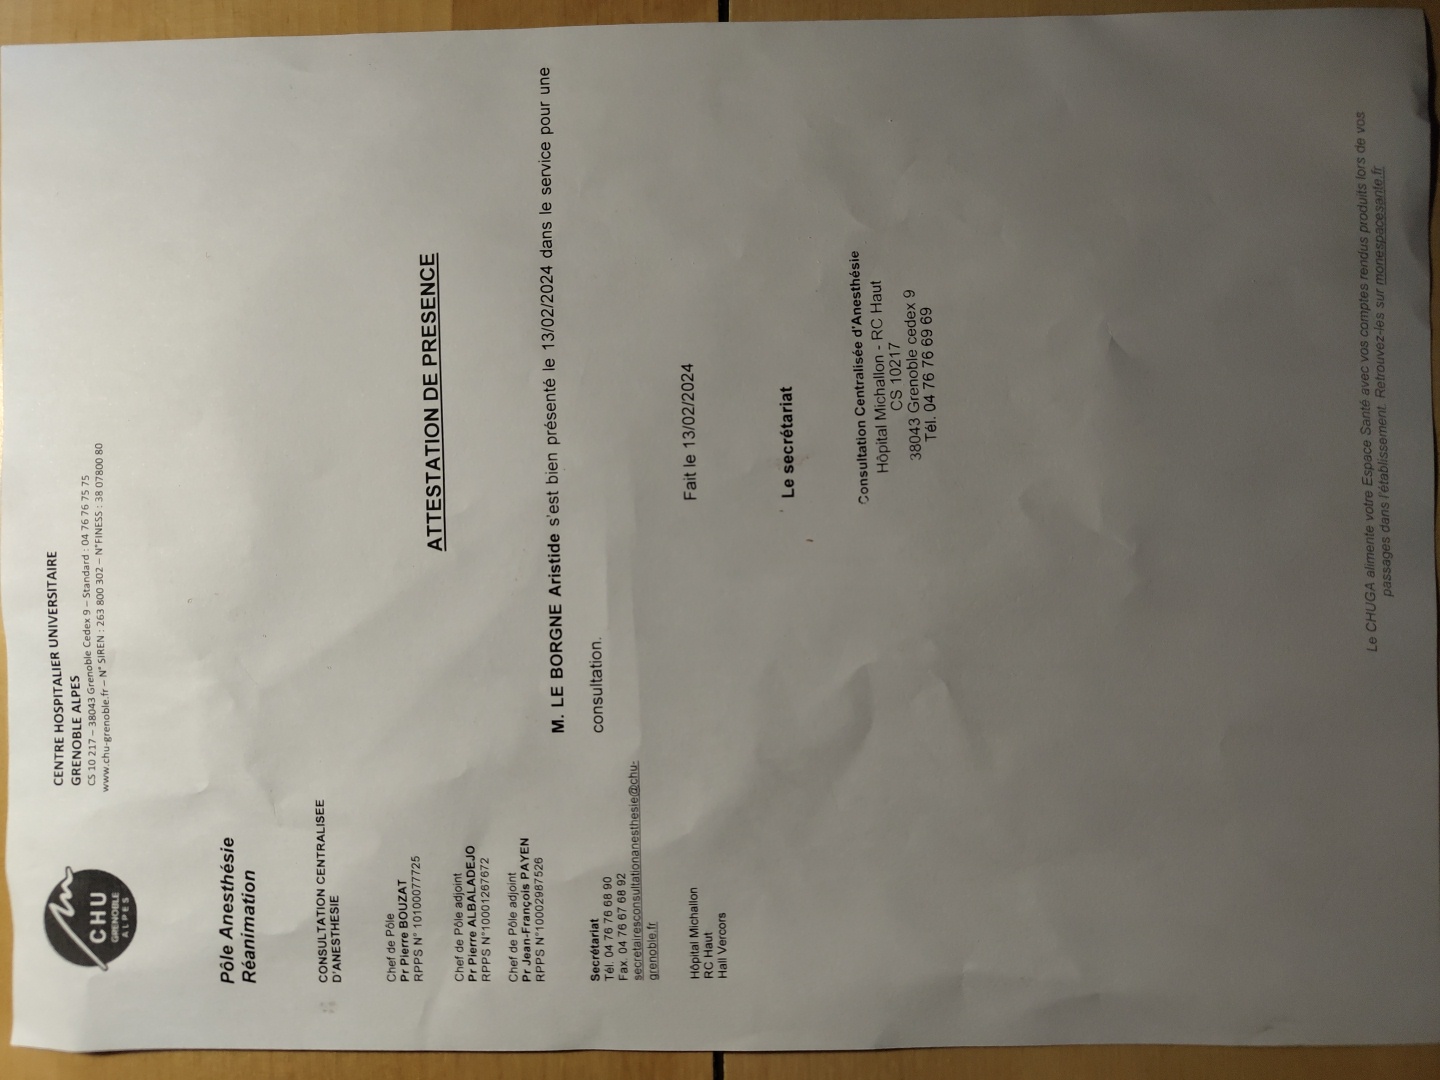 CHU
GRENOBLE
ALPES
CENTRE HOSPITALIER UNIVERSITAIRE
GRENOBLE ALPES
CS 10 217 – 38043 Grenoble Cedex 9 – Standard : 04 76 76 75 75
www.chu-grenoble.fr – N° SIREN : 263 800 302 – N°FINESS : 38 07800 80
Pôle Anesthésie
Réanimation
CONSULTATION CENTRALISEE
D'ANESTHESIE
Chef de Pôle
Pr Pierre BOUZAT
RPPS N° 10100077725
Chef de Pôle adjoint
Pr Pierre ALBALADEJO
RPPS N°10001267672
Chef de Pôle adjoint
Pr Jean-François PAYEN
RPPS N°10002987526
Secrétariat
Tél. 04 76 76 68 90
Fax. 04 76 67 68 92
secretairesconsultationanesthesie@chu-
grenoble.fr
Hôpital Michallon
RC Haut
Hall Vercors
ATTESTATION DE PRESENCE
M. LE BORGNE Aristide s'est bien présenté le 13/02/2024 dans le service pour une
consultation.
Fait le 13/02/2024
Le secrétariat
Consultation Centralisée d'Anesthésie
Hôpital Michallon - RC Haut
CS 10217
38043 Grenoble cedex 9
Tél. 04 76 76 69 69
Le CHUGA alimente votre Espace Santé avec vos comptes rendus produits lors de vos
passages dans l'établissement. Retrouvez-les sur monespacesante.fr